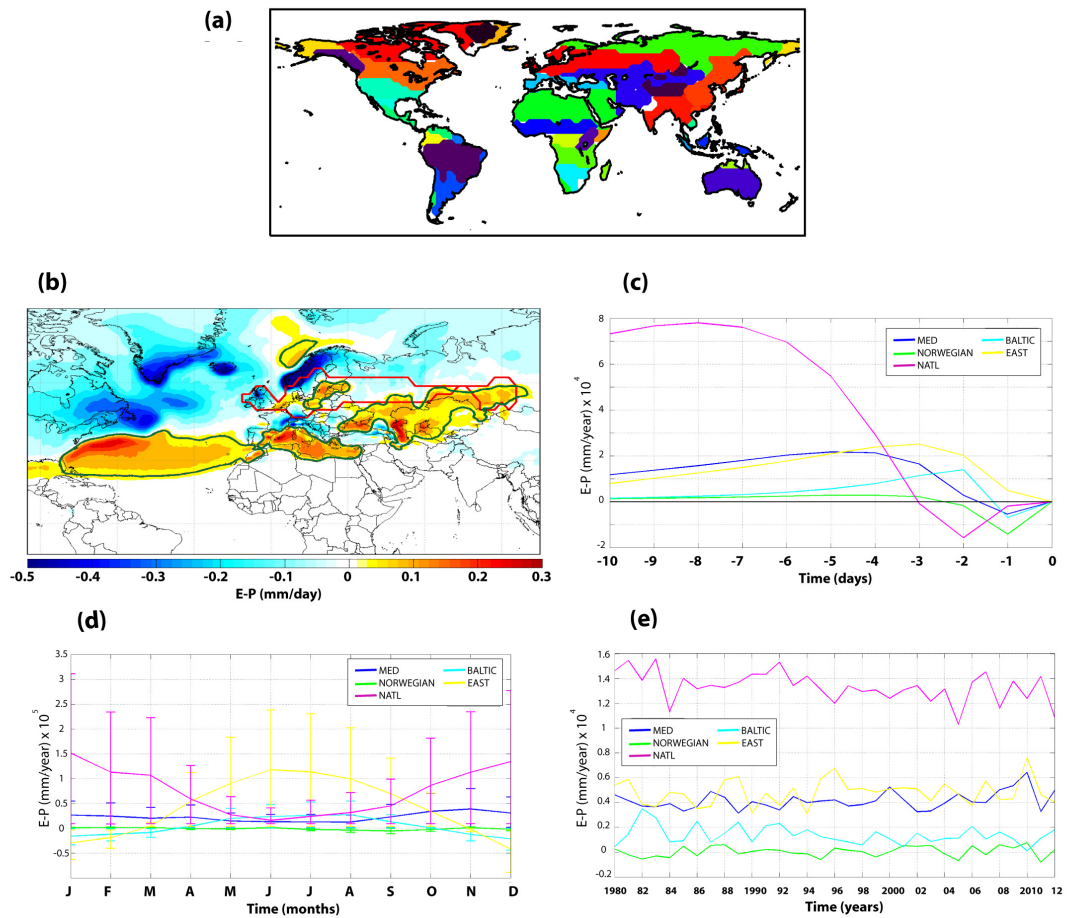 (a)
(b)
-0.5 -0.4 -0.3 -0.2 -0.1 0 0.1 0.2 0.3
E-P (mm/day)
(c)
E-P (mm/year) x 10^4
8
6
4
2
0
-2
MED
NORWEGIAN
NATL
BALTIC
EAST
-10 -9 -8 -7 -6 -5 -4 -3 -2 -1 0
Time (days)
(d)
E-P (mm/year) x 10^5
3.5
3
2.5
2
1.5
1
0.5
0
-0.5
MED
NORWEGIAN
NATL
BALTIC
EAST
J F M A M J J A S O N D
Time (months)
(e)
E-P (mm/year) x 10^4
1.6
1.4
1.2
1
0.8
0.6
0.4
0.2
0
-0.2
MED
NORWEGIAN
NATL
BALTIC
EAST
1980 82 84 86 88 1990 92 94 96 98 2000 02 04 06 08 2010 12
Time (years)